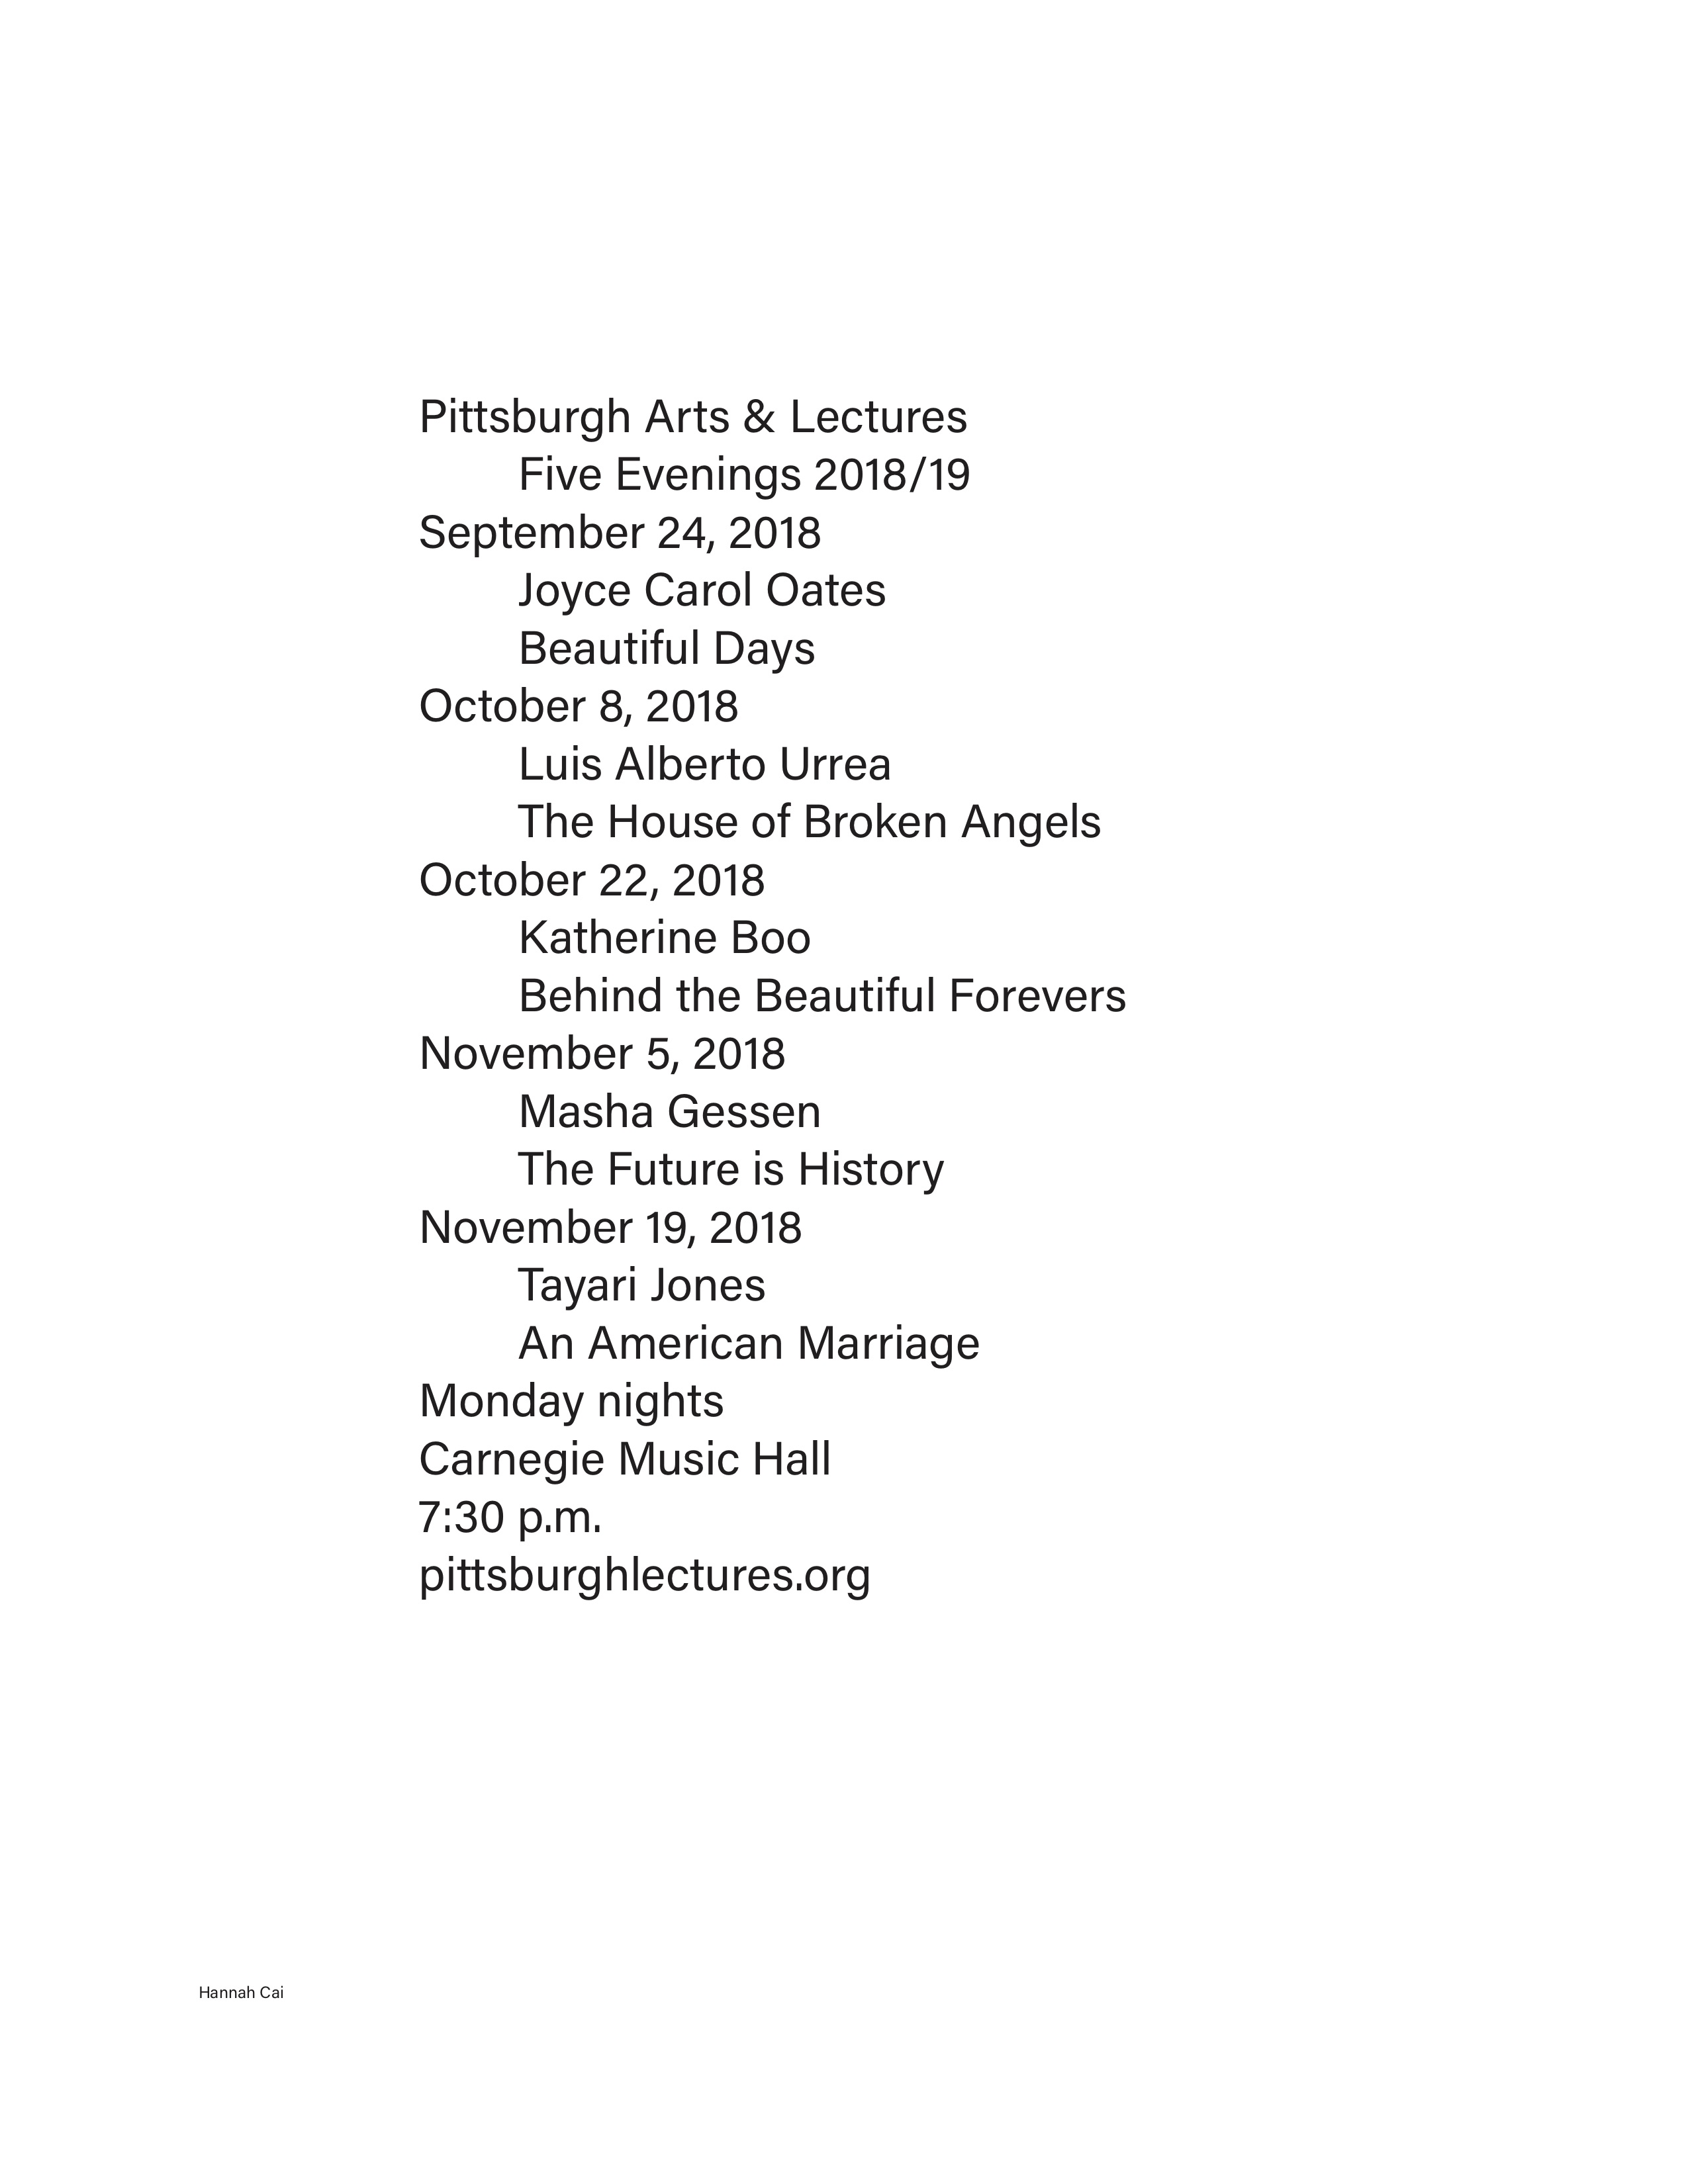 Pittsburgh Arts & Lectures
Five Evenings 2018/19
September 24, 2018
Joyce Carol Oates
Beautiful Days
October 8, 2018
Luis Alberto Urrea
The House of Broken Angels
October 22, 2018
Katherine Boo
Behind the Beautiful Forevers
November 5, 2018
Masha Gessen
The Future is History
November 19, 2018
Tayari Jones
An American Marriage
Monday nights
Carnegie Music Hall
7:30 p.m.
pittsburghlectures.org
Hannah Cai